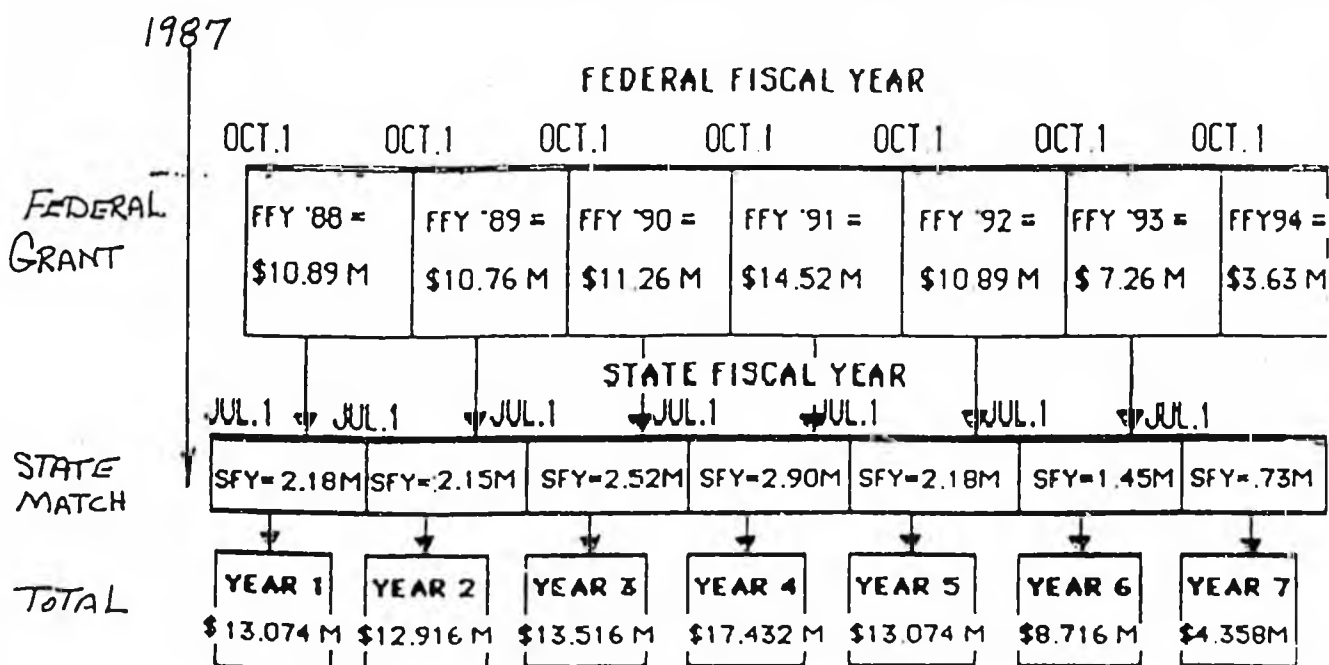 1987
FEDERAL FISCAL YEAR
OCT.1 OCT.1 OCT.1 OCT.1 OCT.1 OCT.1 OCT.1
FEDERAL GRANT
FFY '88 = FFY '89 = FFY '90 = FFY '91 = FFY '92 = FFY '93 = FFY94 =
$10.89 M $10.76 M $11.26 M $14.52 M $10.89 M $ 7.26 M $3.63 M
STATE FISCAL YEAR
JUL.1 JUL.1 JUL.1 JUL.1 JUL.1 JUL.1 JUL.1
STATE MATCH
SFY=2.18M SFY=2.15M SFY=2.52M SFY=2.90M SFY=2.18M SFY=1.45M SFY=.73M
TOTAL
YEAR 1 YEAR 2 YEAR 3 YEAR 4 YEAR 5 YEAR 6 YEAR 7
$13.074 M $12.916 M $13.516 M $17.432 M $13.074 M $8.716 M $4.358M